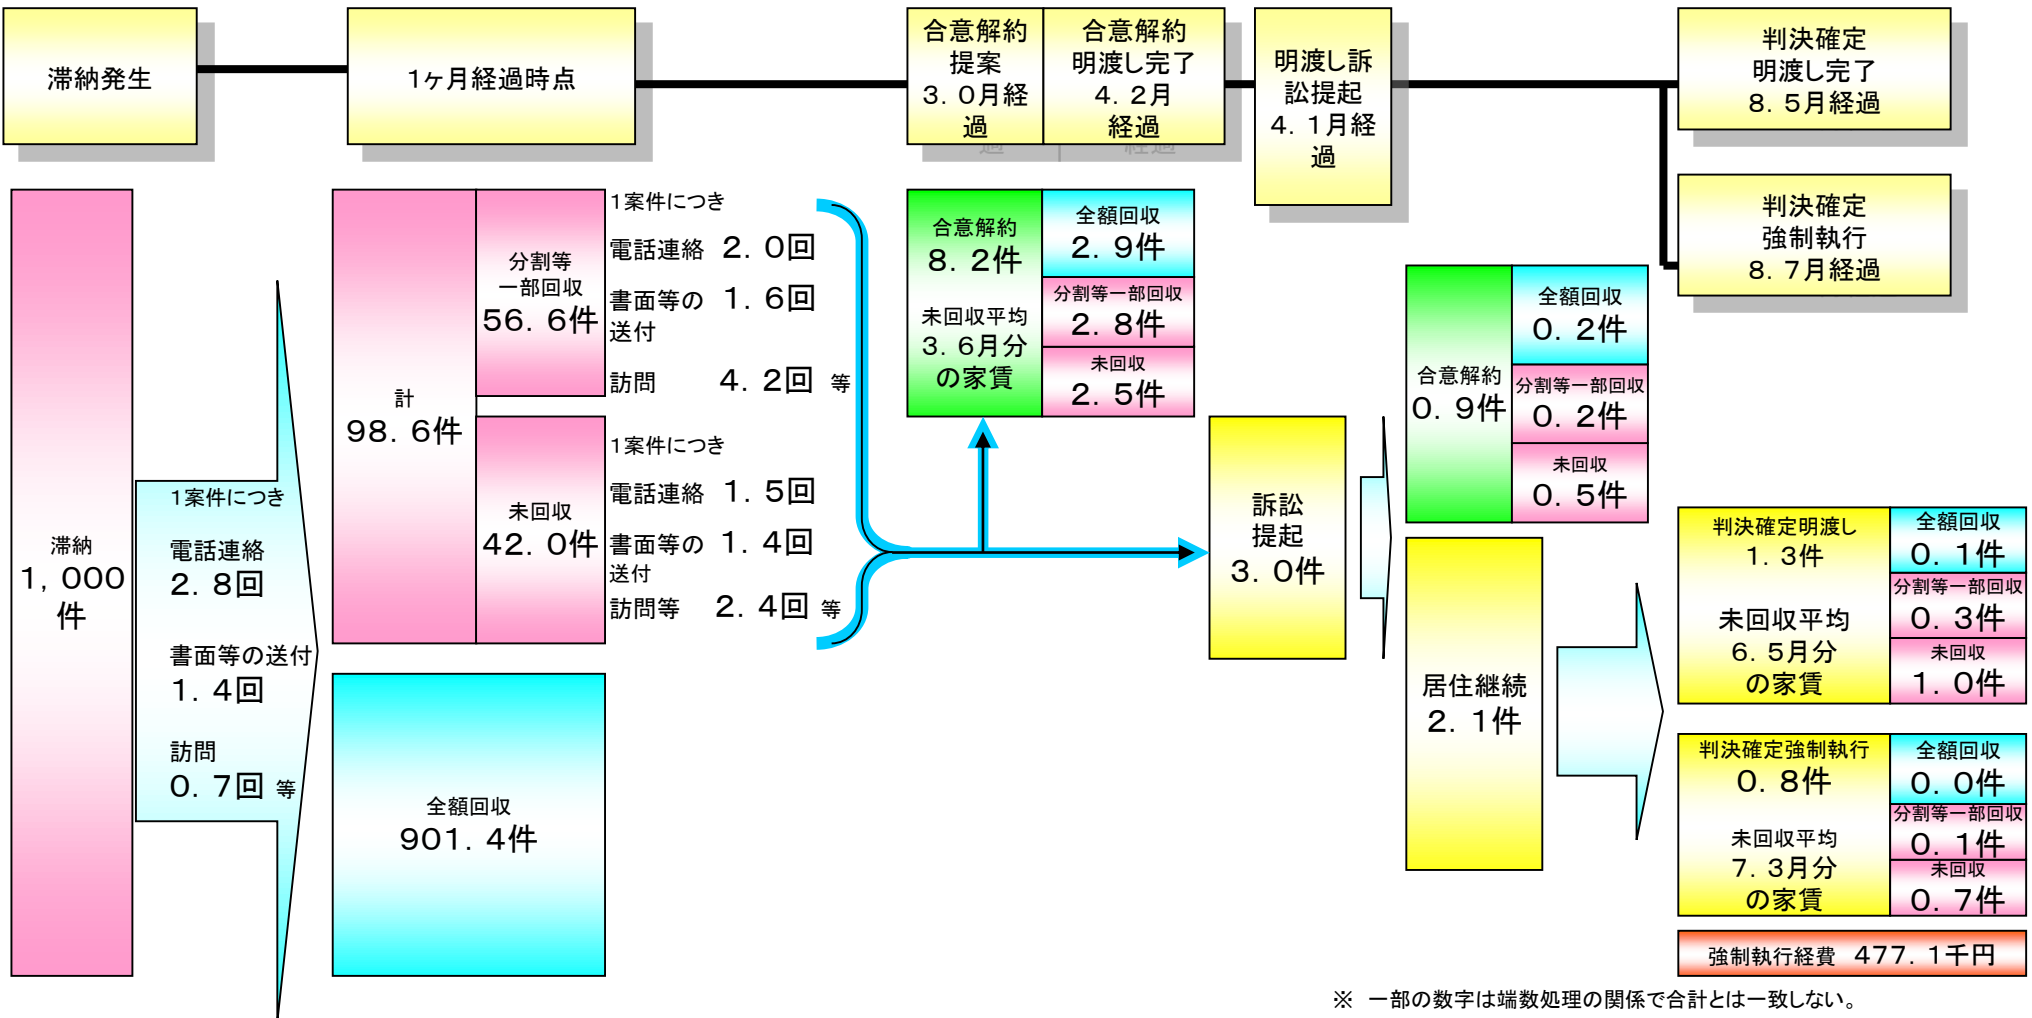 滞納発生
1ヶ月経過時点
合意解約
提案
3．0月経
過
合意解約
明渡し完了
4．2月
経過
明渡し訴
訟提起
4．1月経
過
判決確定
明渡し完了
8．5月経過
判決確定
強制執行
8．7月経過
滞納
1，000
件
1案件につき
電話連絡
2．8回
書面等の送付
1．4回
訪問
0．7回 等
計
98．6件
分割等
一部回収
56．6件
未回収
42．0件
全額回収
901．4件
1案件につき
電話連絡 2．0回
書面等の 1．6回
送付
訪問 4．2回 等
1案件につき
電話連絡 1．5回
書面等の 1．4回
送付
訪問等 2．4回 等
合意解約
8．2件
未回収平均
3．6月分
の家賃
全額回収
2．9件
分割等一部回収
2．8件
未回収
2．5件
訴訟
提起
3．0件
合意解約
0．9件
全額回収
0．2件
分割等一部回収
0．2件
未回収
0．5件
居住継続
2．1件
判決確定明渡し
1．3件
未回収平均
6．5月分
の家賃
全額回収
0．1件
分割等一部回収
0．3件
未回収
1．0件
判決確定強制執行
0．8件
未回収平均
7．3月分
の家賃
全額回収
0．0件
分割等一部回収
0．1件
未回収
0．7件
強制執行経費 477．1千円
※ 一部の数字は端数処理の関係で合計とは一致しない。